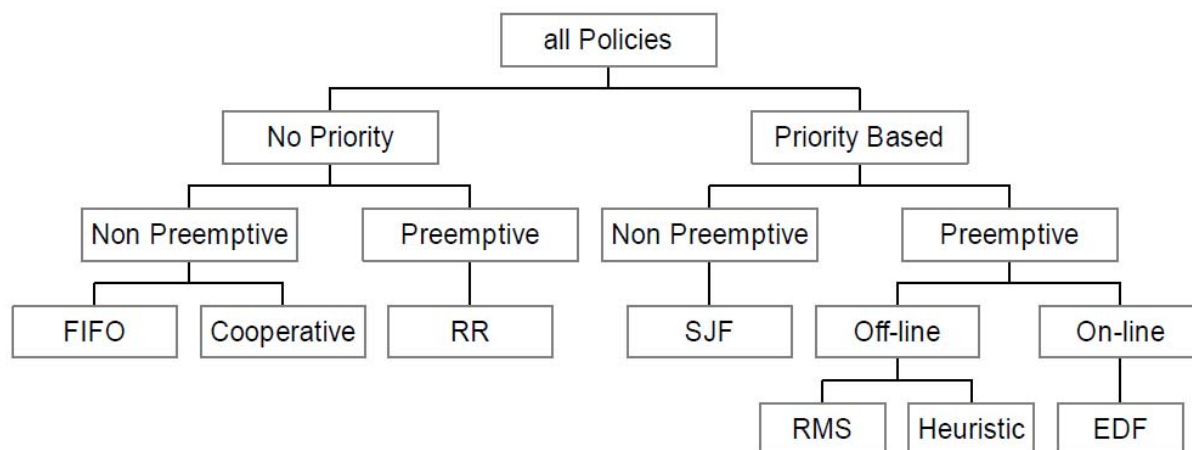 all Policies
No Priority
Priority Based
Non Preemptive
Preemptive
Non Preemptive
Preemptive
FIFO
Cooperative
RR
SJF
Off-line
On-line
RMS
Heuristic
EDF